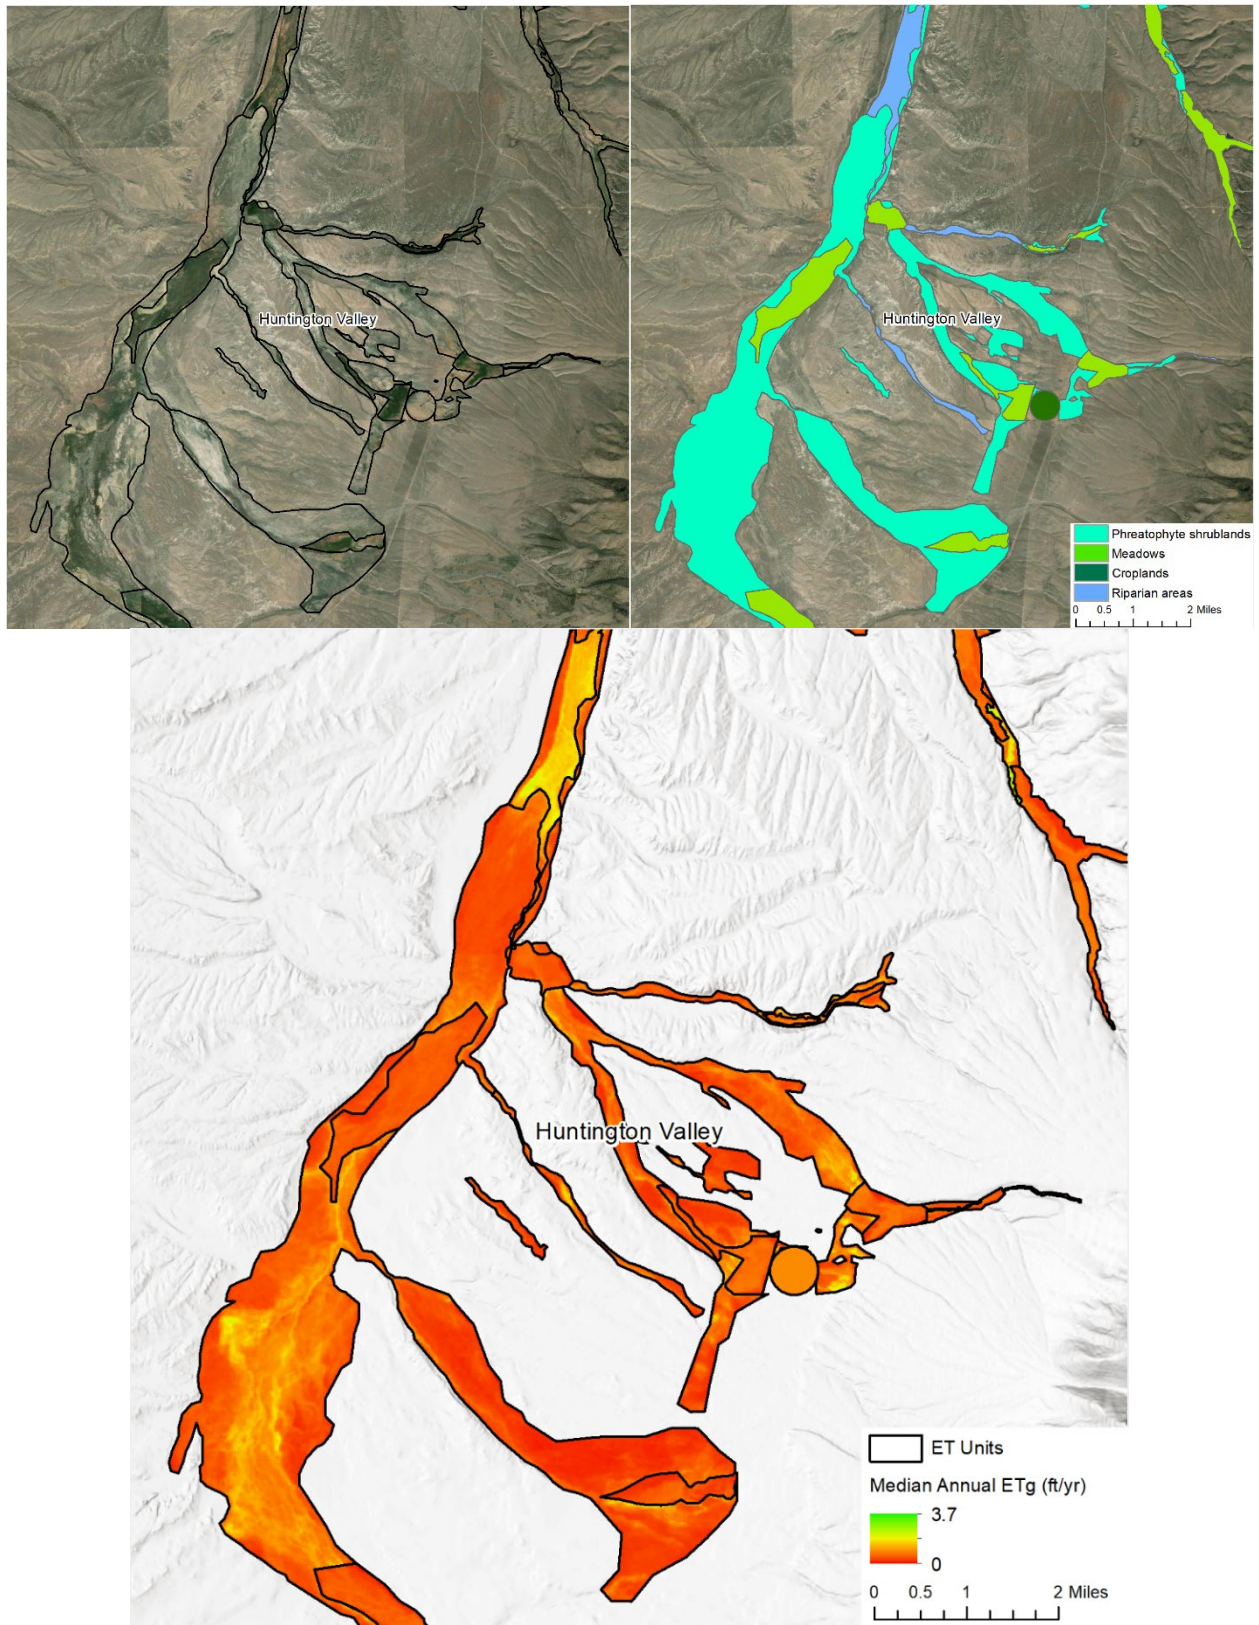 Huntington Valley
Huntington Valley
Phreatophyte shrublands
Meadows
Croplands
Riparian areas
0 0.5 1 2 Miles
Huntington Valley
ET Units
Median Annual ETg (ft/yr)
3.7
0
0 0.5 1 2 Miles